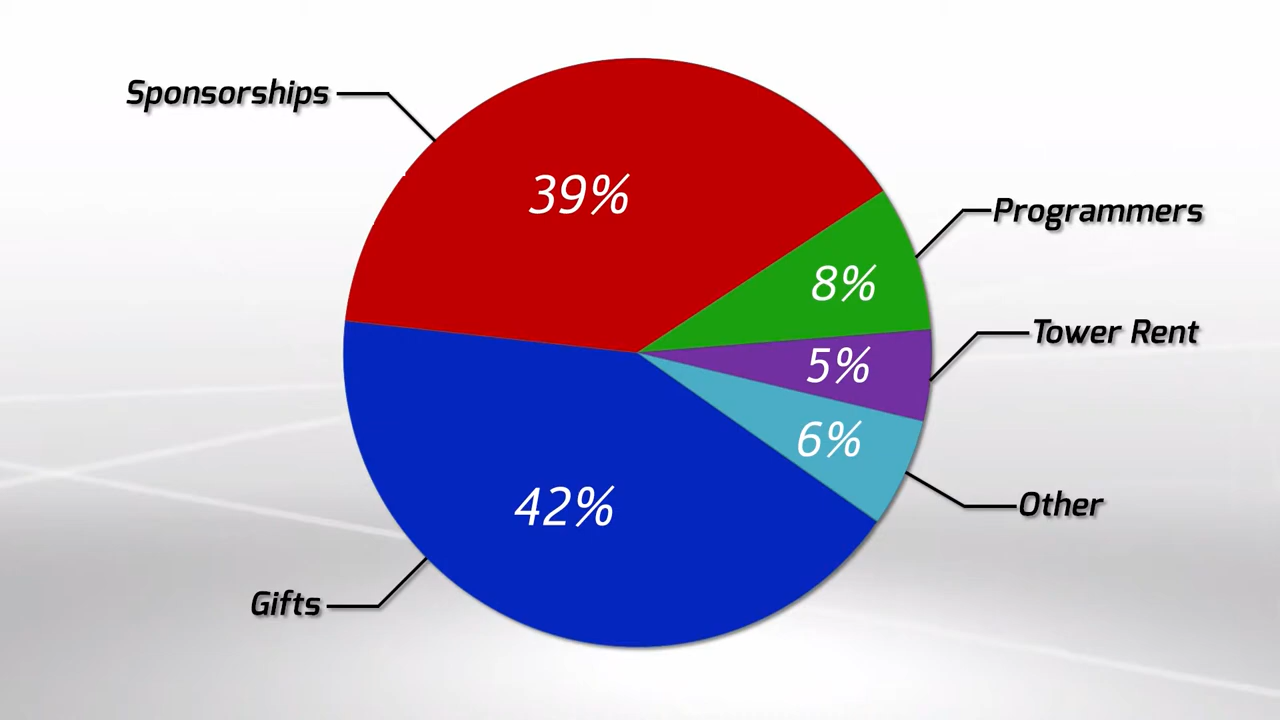 Sponsorships
39%
Programmers
8%
Tower Rent
5%
6%
Other
42%
Gifts